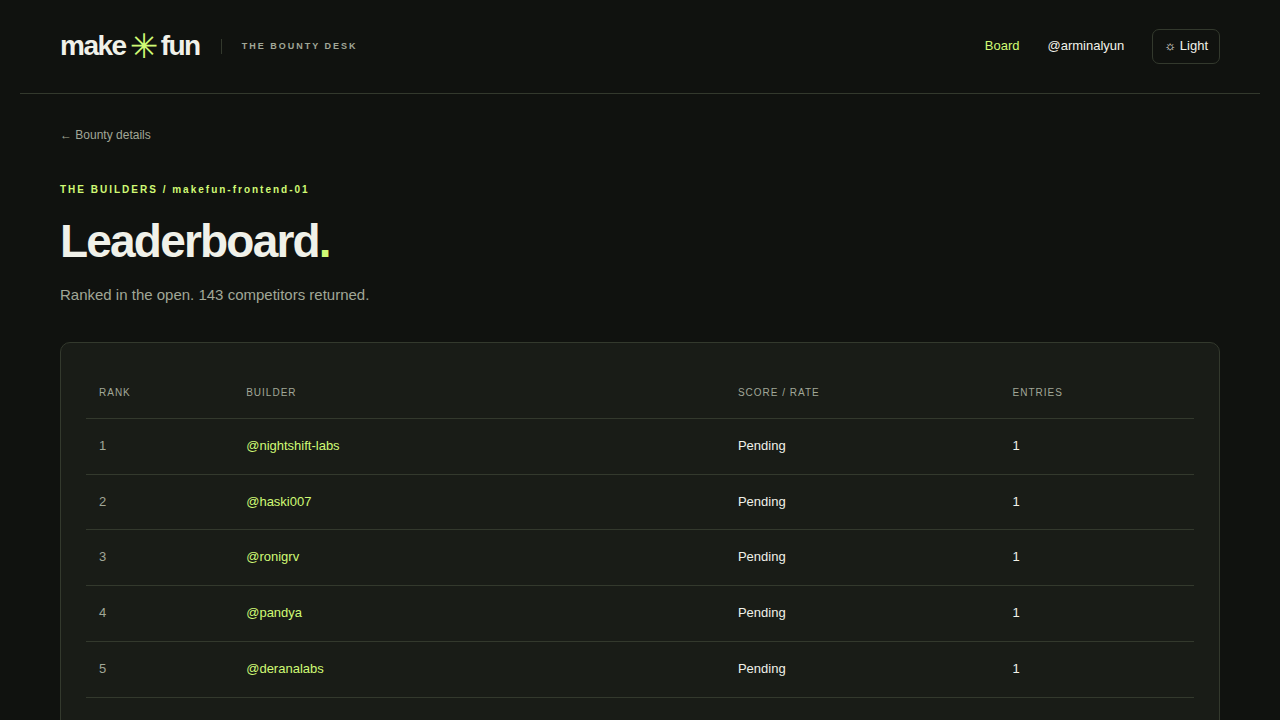 make✳fun
THE BOUNTY DESK
Board
@arminalyun
☼ Light
← Bounty details
THE BUILDERS / makefun-frontend-01
Leaderboard.
Ranked in the open. 143 competitors returned.
RANK BUILDER SCORE / RATE ENTRIES
1 @nightshift-labs Pending 1
2 @haski007 Pending 1
3 @ronigrv Pending 1
4 @pandya Pending 1
5 @deranalabs Pending 1